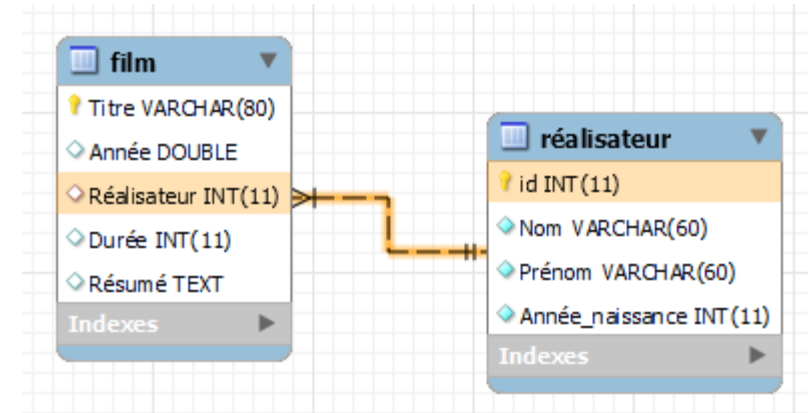 film
Titre VARCHAR(80)
Année DOUBLE
Réalisateur INT(11)
Durée INT(11)
Résumé TEXT
Indexes
réalisateur
id INT(11)
Nom VARCHAR(60)
Prénom VARCHAR(60)
Année_naissance INT(11)
Indexes